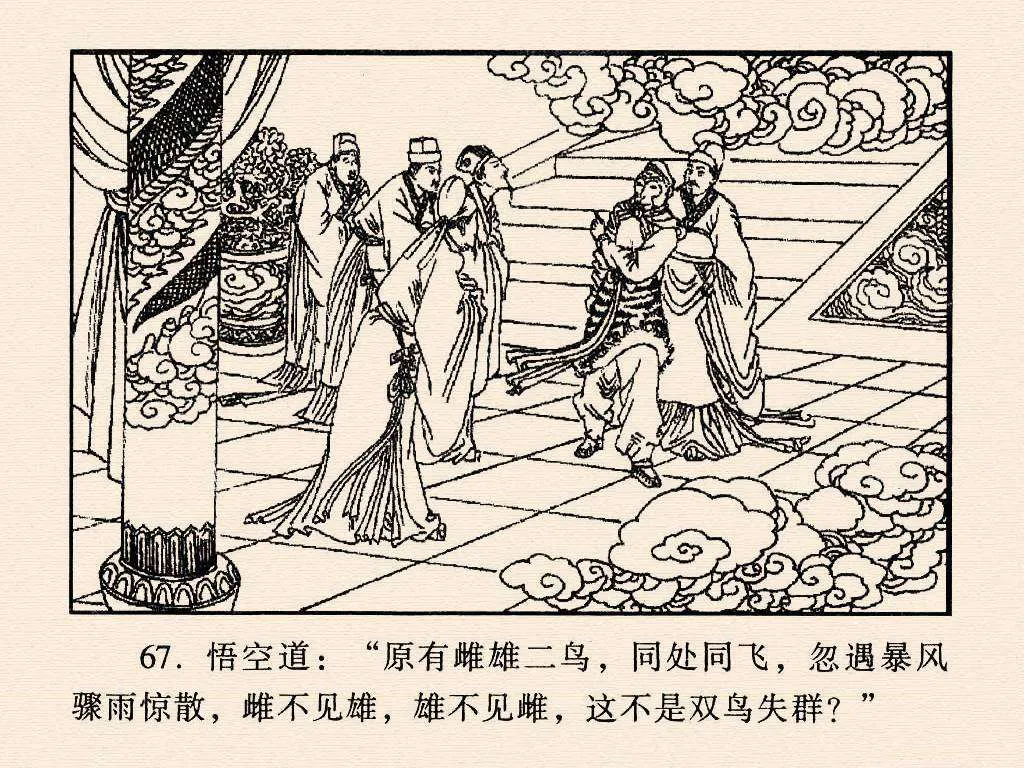 67. 悟空道：“原有雌雄二鸟，同处同飞，忽遇暴风
骤雨惊散，雌不见雄，雄不见雌，这不是双鸟失群？”